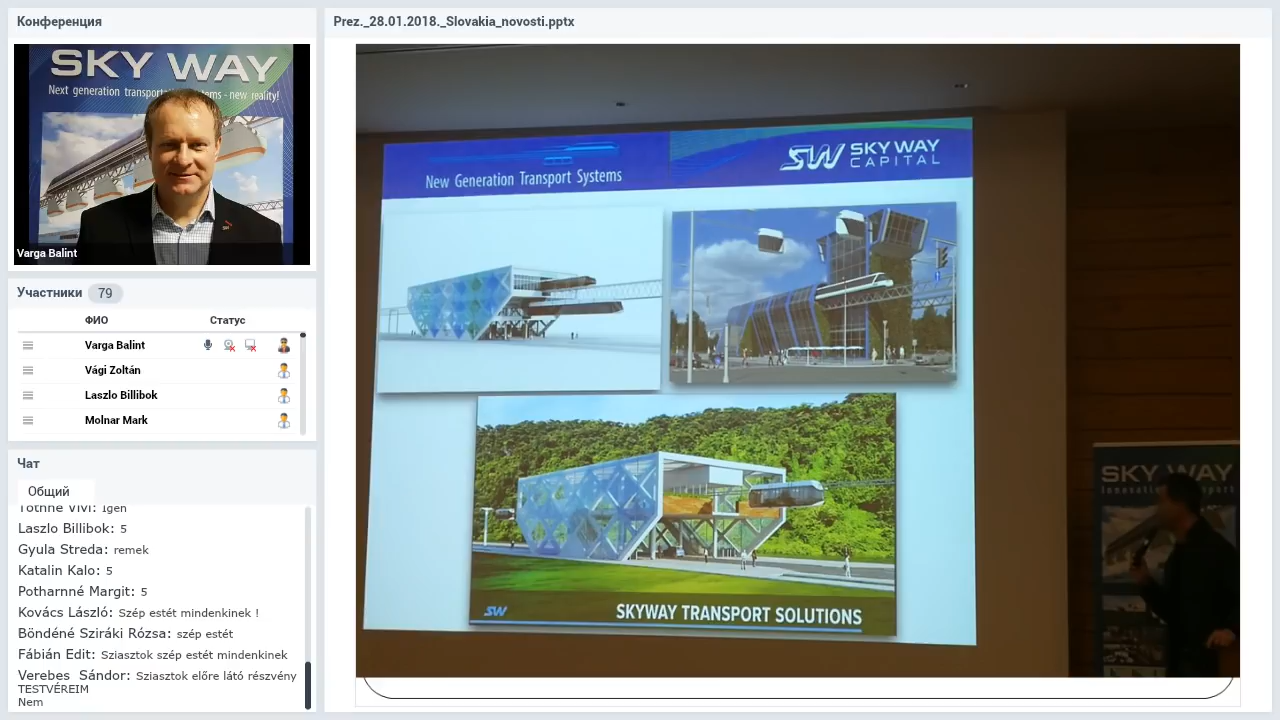 Конференция
SKY WAY
Next generation
new reality!
Varga Balint
Участники 79
ФИО Статус
Varga Balint
Vági Zoltán
Laszlo Billibok
Molnar Mark
Чат
Общий
Tothne Vivi: Igen
Laszlo Billibok: 5
Gyula Streda: remek
Katalin Kalo: 5
Potharnné Margit: 5
Kovács László: Szép estét mindenkinek !
Böndéné Sziráki Rózsa: szép estét
Fábián Edit: Sziasztok szép estét mindenkinek
Verebes Sándor: Sziasztok előre látó részvény
TESTVÉREIM
Nem
Prez._28.01.2018._Slovakia_novosti.pptx
New Generation Transport Systems
SW SKY WAY
CAPITAL
SW
SKYWAY TRANSPORT SOLUTIONS
SKY WAY